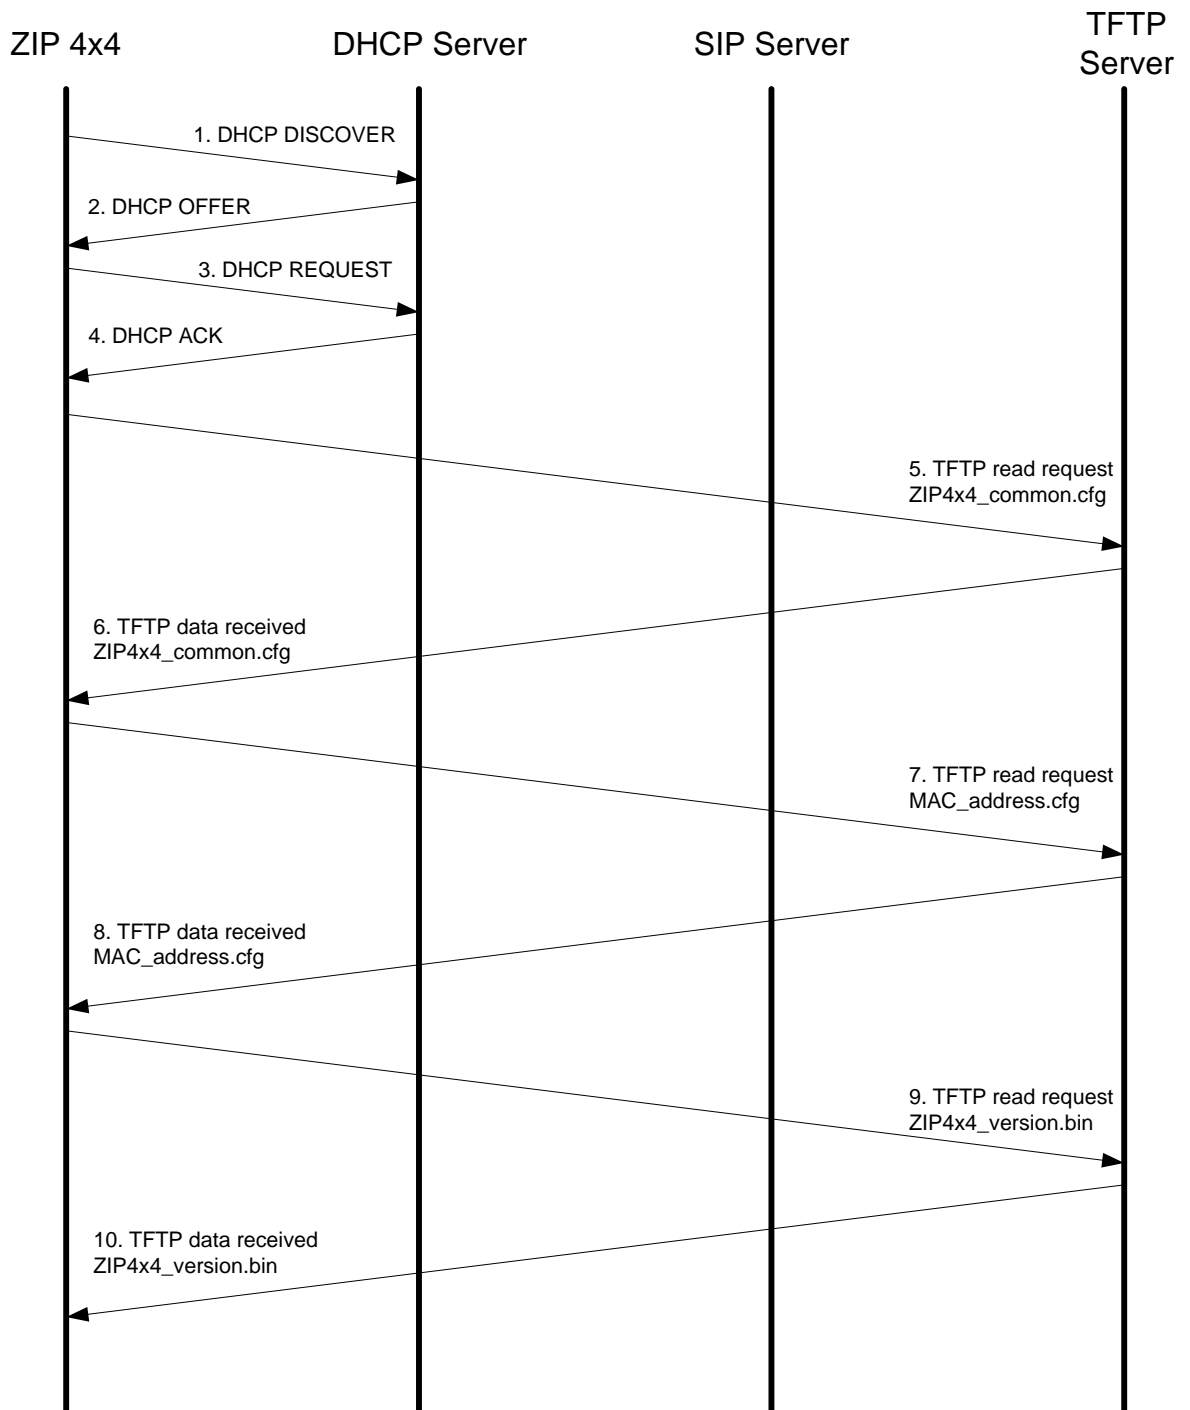 ZIP 4x4
DHCP Server
SIP Server
TFTP
Server
1. DHCP DISCOVER
2. DHCP OFFER
3. DHCP REQUEST
4. DHCP ACK
5. TFTP read request
ZIP4x4_common.cfg
6. TFTP data received
ZIP4x4_common.cfg
7. TFTP read request
MAC_address.cfg
8. TFTP data received
MAC_address.cfg
9. TFTP read request
ZIP4x4_version.bin
10. TFTP data received
ZIP4x4_version.bin